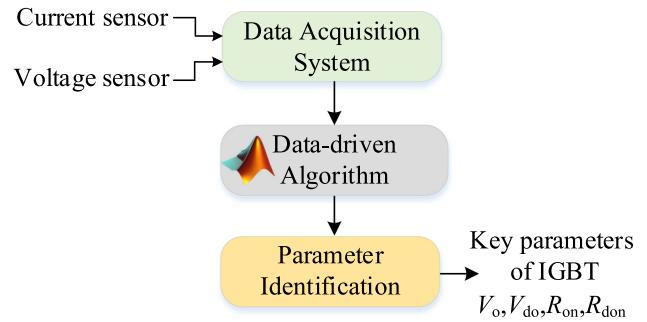 Current sensor
Voltage sensor
Data Acquisition
System
Data-driven
Algorithm
Parameter
Identification
Key parameters
of IGBT
Vo,Vdo,Ron,Rdon